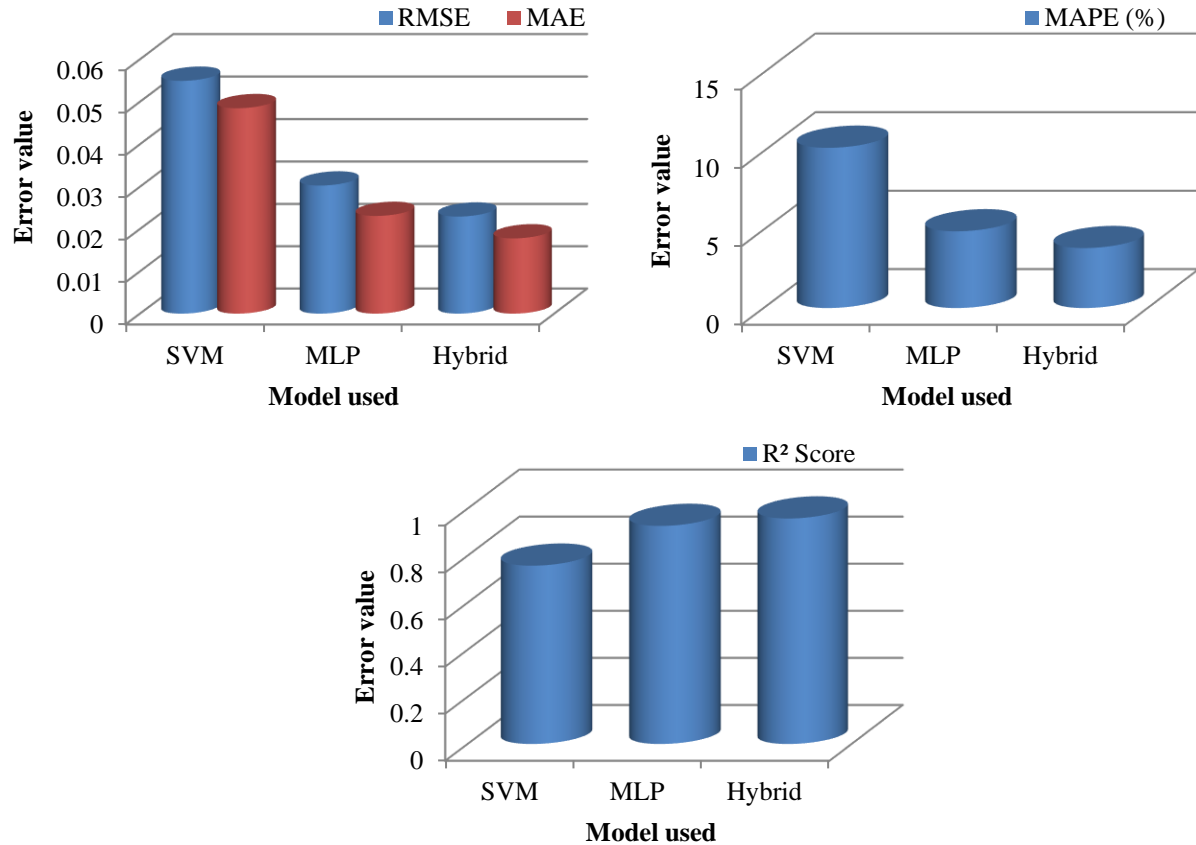 RMSE MAE
0.06
0.05
0.04
0.03
0.02
0.01
0
Error value
SVM MLP Hybrid
Model used
MAPE (%)
15
10
5
0
Error value
SVM MLP Hybrid
Model used
R² Score
1
0.8
0.6
0.4
0.2
0
Error value
SVM MLP Hybrid
Model used